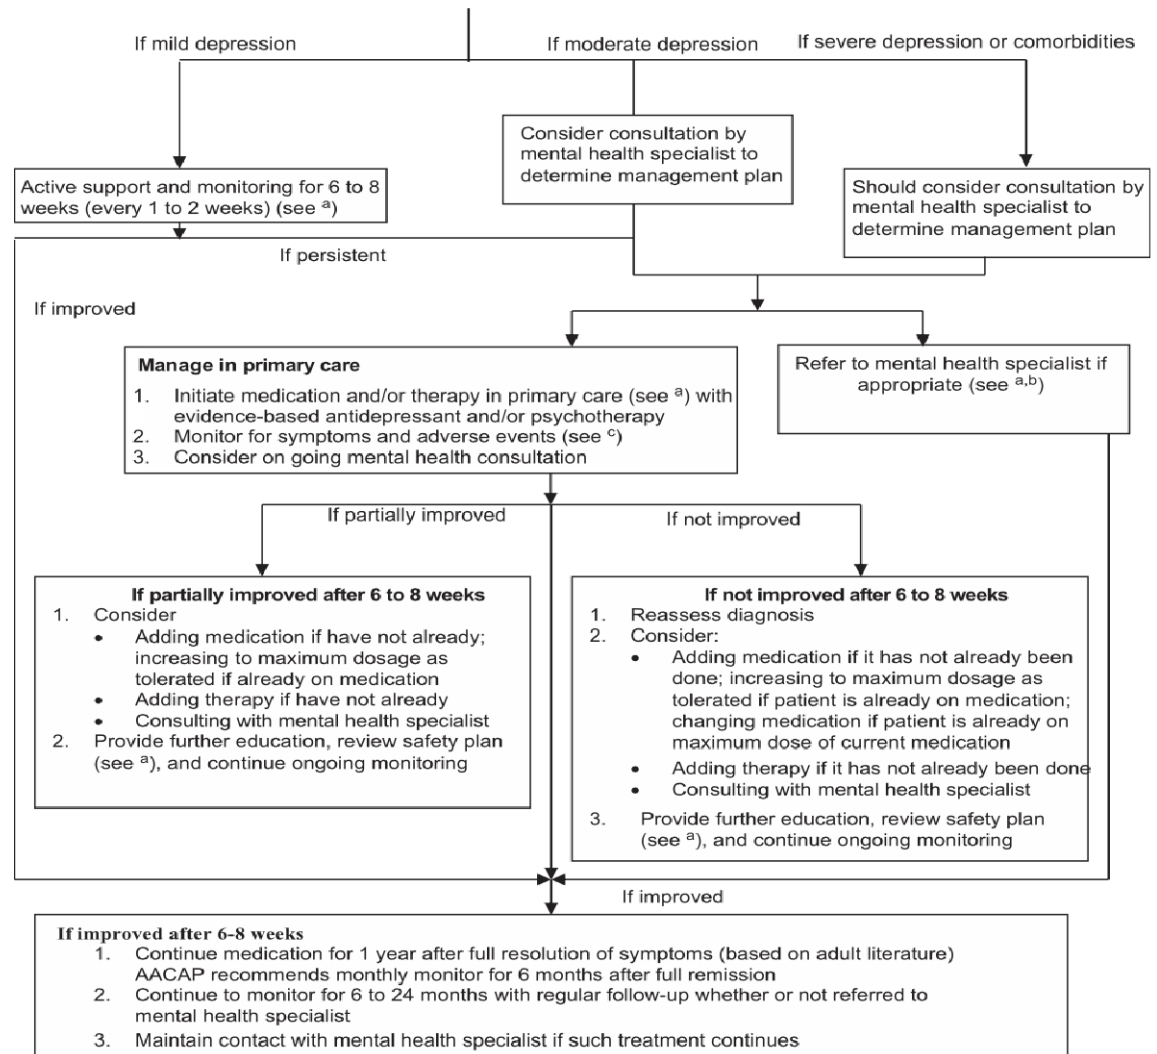 If mild depression
If moderate depression
If severe depression or comorbidities
Consider consultation by
mental health specialist to
determine management plan
Active support and monitoring for 6 to 8
weeks (every 1 to 2 weeks) (see a)
Should consider consultation by
mental health specialist to
determine management plan
If persistent
If improved
Manage in primary care
1. Initiate medication and/or therapy in primary care (see a) with
evidence-based antidepressant and/or psychotherapy
2. Monitor for symptoms and adverse events (see c)
3. Consider on going mental health consultation
Refer to mental health specialist if
appropriate (see a,b)
If partially improved
If not improved
If partially improved after 6 to 8 weeks
1. Consider
• Adding medication if have not already;
increasing to maximum dosage as
tolerated if already on medication
• Adding therapy if have not already
• Consulting with mental health specialist
2. Provide further education, review safety plan
(see a), and continue ongoing monitoring
If not improved after 6 to 8 weeks
1. Reassess diagnosis
2. Consider:
• Adding medication if it has not already been
done; increasing to maximum dosage as
tolerated if patient is already on medication;
changing medication if patient is already on
maximum dose of current medication
• Adding therapy if it has not already been done
• Consulting with mental health specialist
3. Provide further education, review safety plan
(see a), and continue ongoing monitoring
If improved
If improved after 6-8 weeks
1. Continue medication for 1 year after full resolution of symptoms (based on adult literature)
AACAP recommends monthly monitor for 6 months after full remission
2. Continue to monitor for 6 to 24 months with regular follow-up whether or not referred to
mental health specialist
3. Maintain contact with mental health specialist if such treatment continues